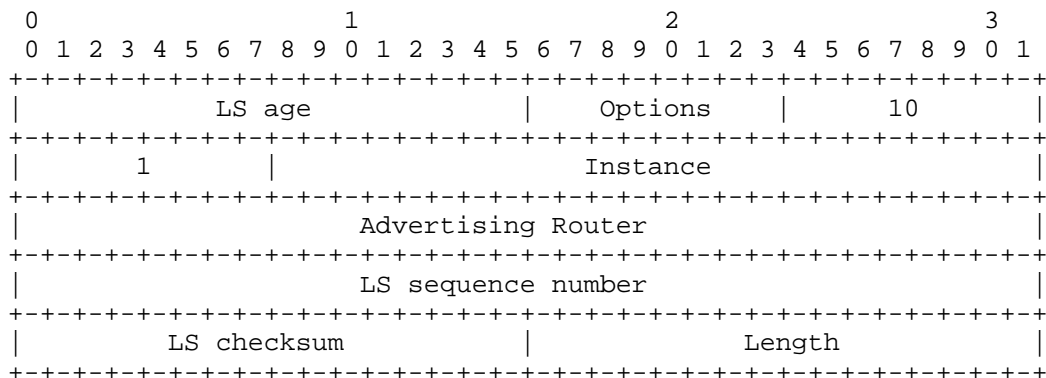 0                   1                   2                   3
 0 1 2 3 4 5 6 7 8 9 0 1 2 3 4 5 6 7 8 9 0 1 2 3 4 5 6 7 8 9 0 1
+-+-+-+-+-+-+-+-+-+-+-+-+-+-+-+-+-+-+-+-+-+-+-+-+-+-+-+-+-+-+-+-+
|            LS age             |    Options    |      10       |
+-+-+-+-+-+-+-+-+-+-+-+-+-+-+-+-+-+-+-+-+-+-+-+-+-+-+-+-+-+-+-+-+
|       1       |                   Instance                    |
+-+-+-+-+-+-+-+-+-+-+-+-+-+-+-+-+-+-+-+-+-+-+-+-+-+-+-+-+-+-+-+-+
|                     Advertising Router                        |
+-+-+-+-+-+-+-+-+-+-+-+-+-+-+-+-+-+-+-+-+-+-+-+-+-+-+-+-+-+-+-+-+
|                     LS sequence number                        |
+-+-+-+-+-+-+-+-+-+-+-+-+-+-+-+-+-+-+-+-+-+-+-+-+-+-+-+-+-+-+-+-+
|         LS checksum           |             Length            |
+-+-+-+-+-+-+-+-+-+-+-+-+-+-+-+-+-+-+-+-+-+-+-+-+-+-+-+-+-+-+-+-+